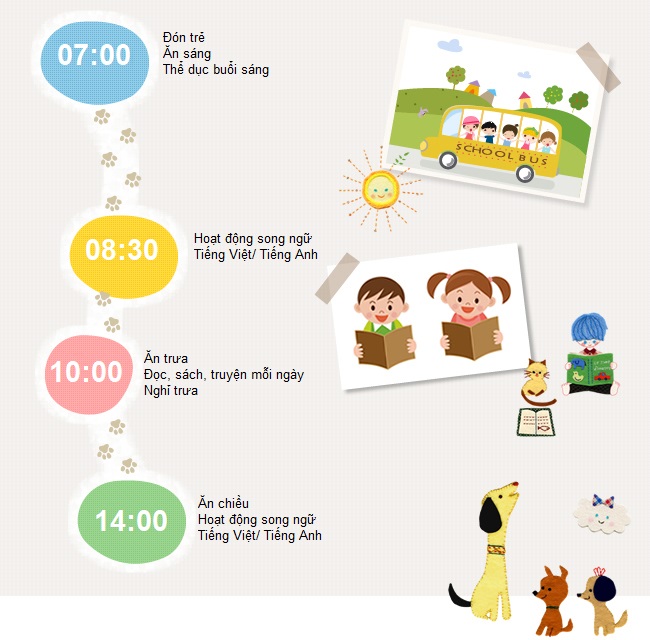 07:00
Đón trẻ
Ăn sáng
Thể dục buổi sáng
SCHOOL BUS
08:30
Hoạt động song ngữ
Tiếng Việt/ Tiếng Anh
10:00
Ăn trưa
Đọc, sách, truyện mỗi ngày
Nghỉ trưa
14:00
Ăn chiều
Hoạt động song ngữ
Tiếng Việt/ Tiếng Anh